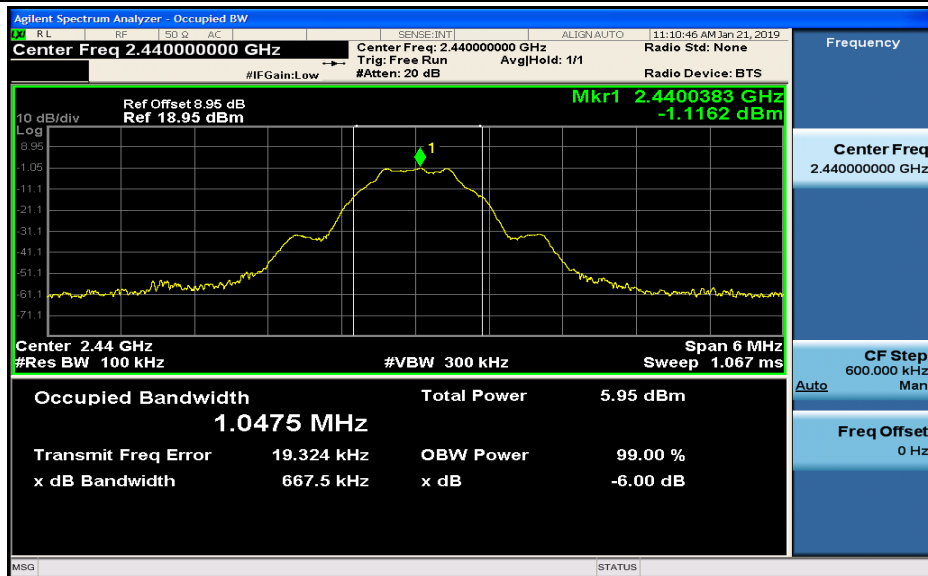 Agilent Spectrum Analyzer - Occupied BW
LXI RL RF 50 Ω AC SENSE:INT ALIGN AUTO 11:10:46 AM Jan 21, 2019
Center Freq 2.440000000 GHz Center Freq: 2.440000000 GHz Radio Std: None
Trig: Free Run Avg|Hold: 1/1
#IFGain:Low #Atten: 20 dB Radio Device: BTS
Frequency
Mkr1 2.4400383 GHz
Ref Offset 8.95 dB
10 dB/div Ref 18.95 dBm -1.1162 dBm
Log
8.95
1
-1.05
-11.1
-21.1
-31.1
-41.1
-51.1
-61.1
-71.1
Center 2.44 GHz Span 6 MHz
#Res BW 100 kHz #VBW 300 kHz Sweep 1.067 ms
Occupied Bandwidth Total Power 5.95 dBm
1.0475 MHz
Transmit Freq Error 19.324 kHz OBW Power 99.00 %
x dB Bandwidth 667.5 kHz x dB -6.00 dB
Center Freq
2.440000000 GHz
CF Step
600.000 kHz
Auto Man
Freq Offset
0 Hz
MSG STATUS